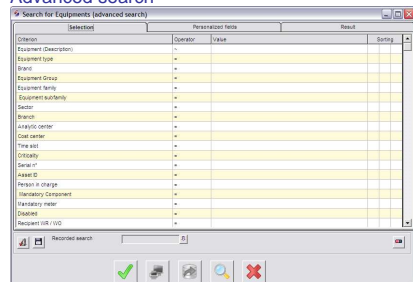 Advanced search
Search for Equipments (advanced search)
Selection Personalized fields Result
Criterion Operator Value Sorting
Equipment (Description) ~
Equipment type =
Brand =
Equipment Group =
Equipment family =
Equipment subfamily =
Sector =
Branch =
Analytic center =
Cost center =
Time slot =
Criticality =
Serial n° =
Asset ID =
Person in charge =
Mandatory Component =
Mandatory meter =
Disabled =
Recipient WR / WO =
Recorded search